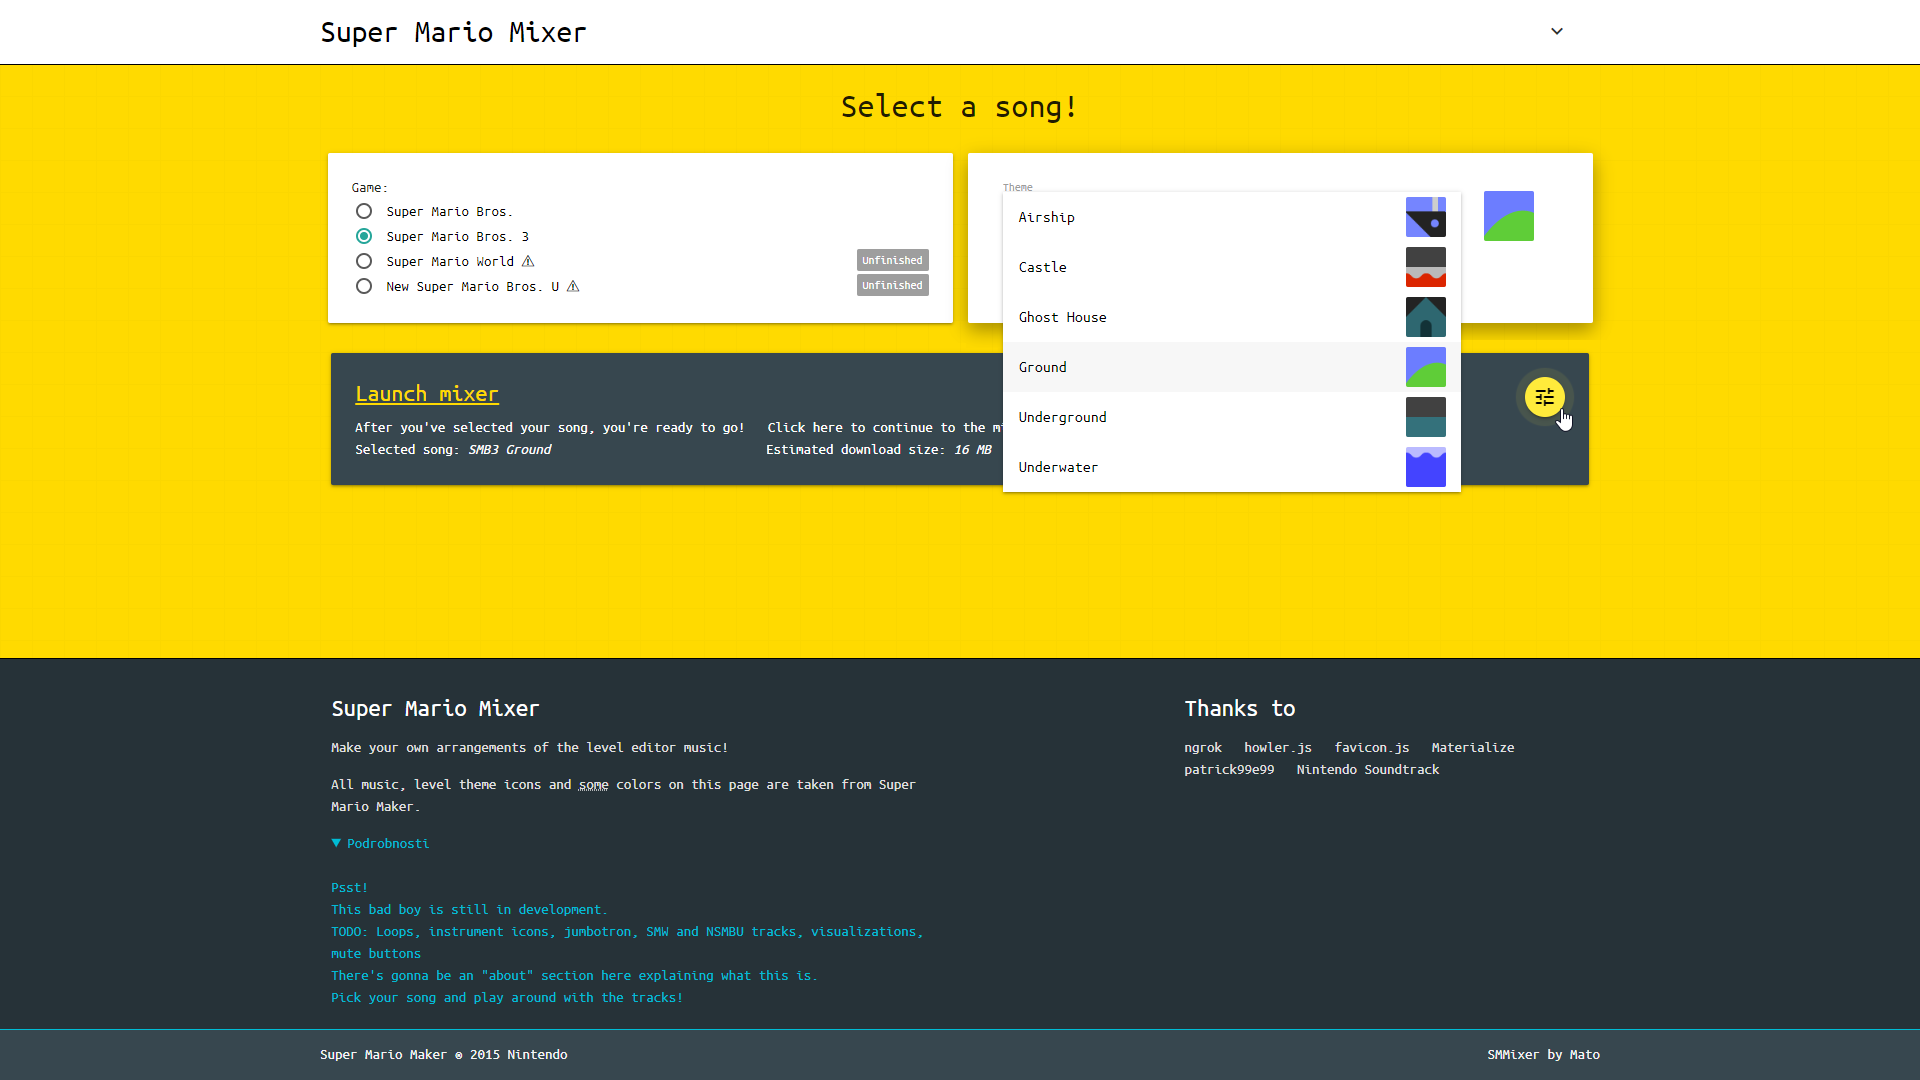 Super Mario Mixer
Select a song!
Game:
Super Mario Bros.
Super Mario Bros. 3
Super Mario World ⚠
Unfinished
New Super Mario Bros. U ⚠
Unfinished
Theme
Airship
Castle
Ghost House
Ground
Underground
Underwater
Launch mixer
After you've selected your song, you're ready to go! Click here to continue to the mi
Selected song: SMB3 Ground Estimated download size: 16 MB
Super Mario Mixer
Make your own arrangements of the level editor music!
All music, level theme icons and some colors on this page are taken from Super
Mario Maker.
▼ Podrobnosti
Psst!
This bad boy is still in development.
TODO: Loops, instrument icons, jumbotron, SMW and NSMBU tracks, visualizations,
mute buttons
There's gonna be an "about" section here explaining what this is.
Pick your song and play around with the tracks!
Thanks to
ngrok howler.js favicon.js Materialize
patrick99e99 Nintendo Soundtrack
Super Mario Maker © 2015 Nintendo
SMMixer by Mato